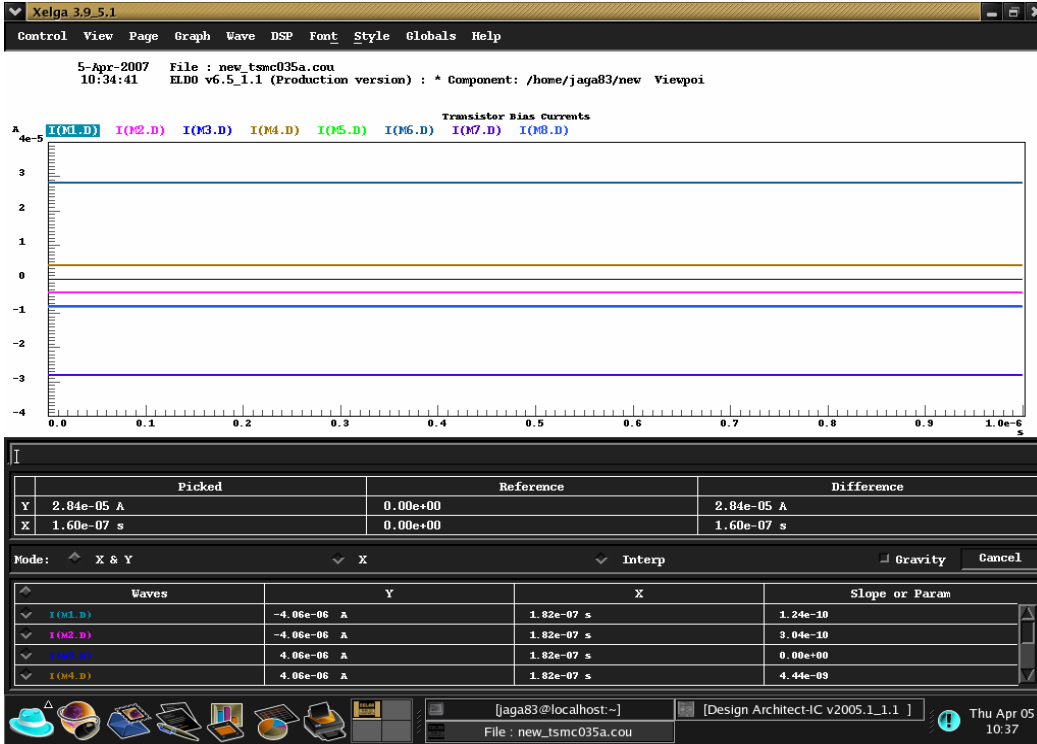 Xelga 3.9_5.1
Control View Page Graph Wave DSP Font Style Globals Help
5-Apr-2007 File : new_tsmc035a.cou
10:34:41 ELDO v6.5_1.1 (Production version) : * Component: /home/jaga83/new Viewpoi
Transistor Bias Currents
A I(M1.D) I(M2.D) I(M3.D) I(M4.D) I(M5.D) I(M6.D) I(M7.D) I(M8.D)
4e-5
3
2
1
0
-1
-2
-3
-4
0.0 0.1 0.2 0.3 0.4 0.5 0.6 0.7 0.8 0.9 1.0e-6
s
Picked Reference Difference
Y 2.84e-05 A 0.00e+00 2.84e-05 A
X 1.60e-07 s 0.00e+00 1.60e-07 s
Mode: X & Y X Interp Gravity Cancel
Waves Y X Slope or Param
I(M1.D) -4.06e-06 A 1.82e-07 s 1.24e-10
I(M2.D) -4.06e-06 A 1.82e-07 s 3.04e-10
I(M3.D) 4.06e-06 A 1.82e-07 s 0.00e+00
I(M4.D) 4.06e-06 A 1.82e-07 s 4.44e-09
[jaga83@localhost:~] [Design Architect-IC v2005.1_1.1 ] Thu Apr 05
File : new_tsmc035a.cou 10:37